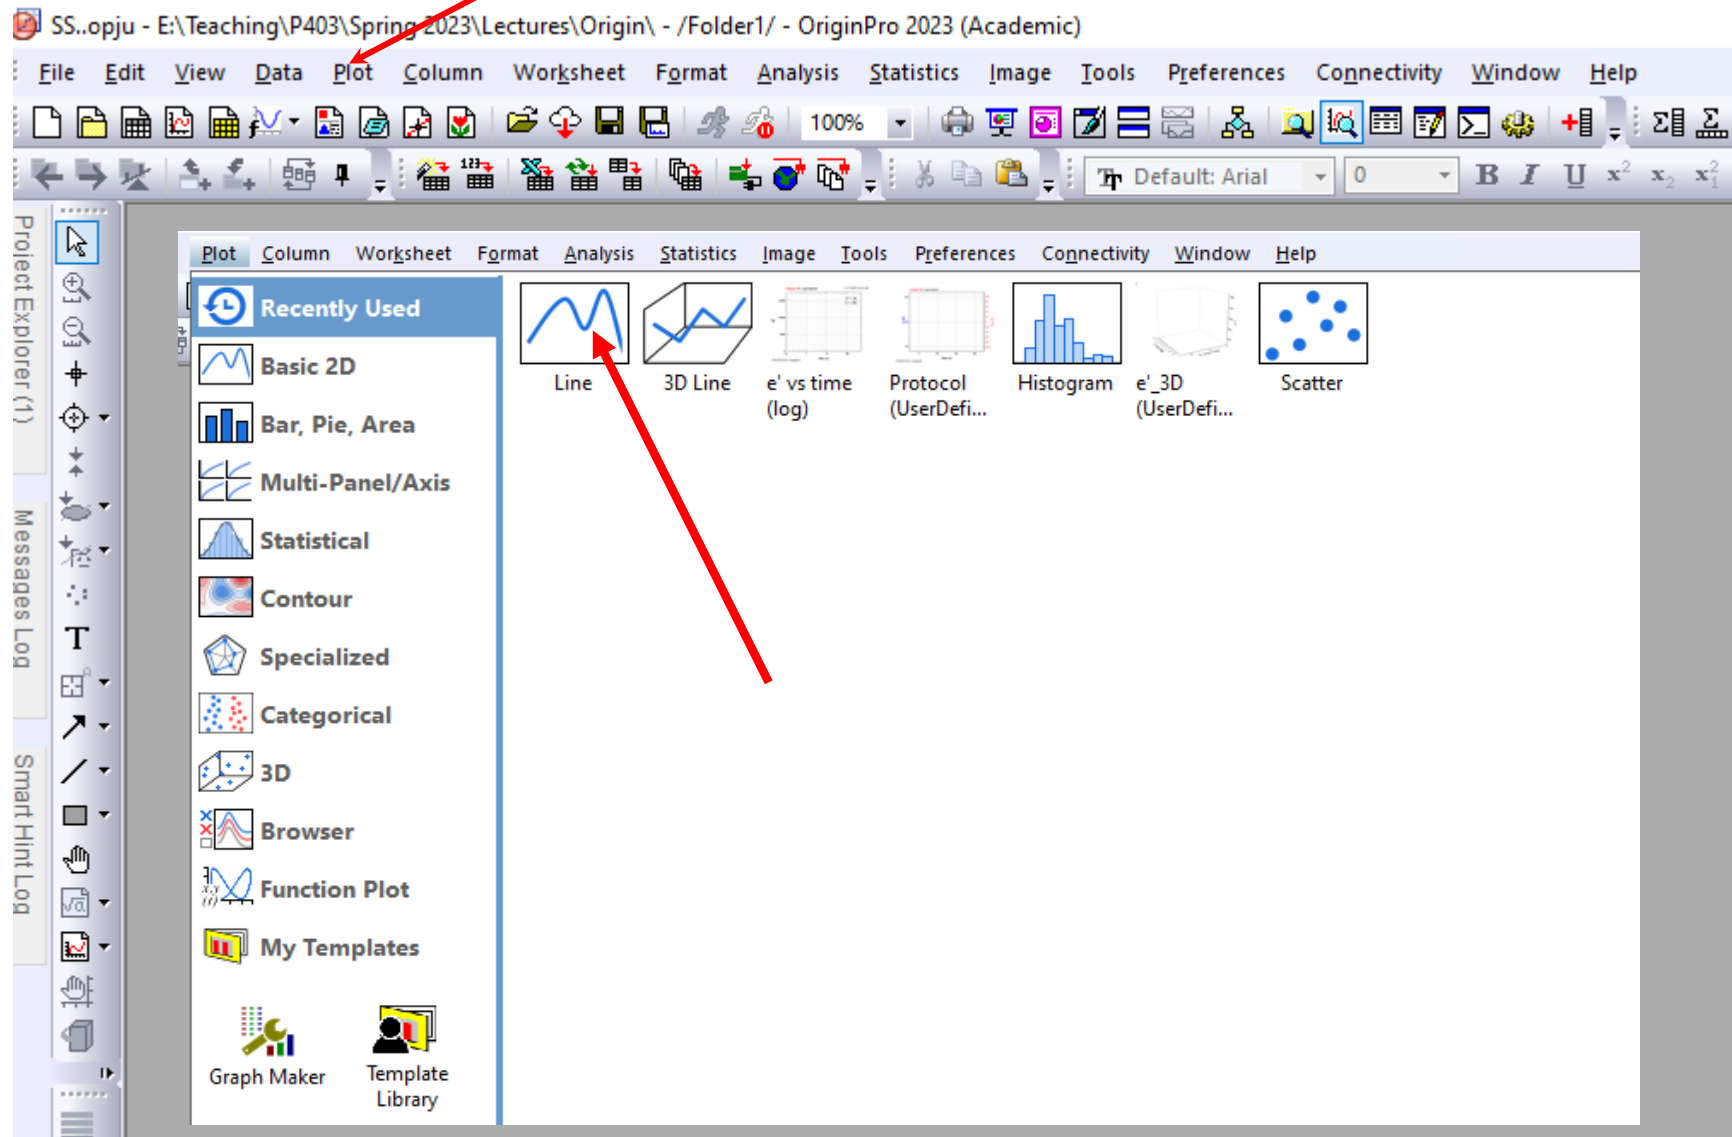 SS..opju - E:\Teaching\P403\Spring 2023\Lectures\Origin\ - /Folder1/ - OriginPro 2023 (Academic)
File Edit View Data Plot Column Worksheet Format Analysis Statistics Image Tools Preferences Connectivity Window Help
100%
Default: Arial 0 B I U x² x₂
Project Explorer (1)
Messages Log
Smart Hint Log
Plot Column Worksheet Format Analysis Statistics Image Tools Preferences Connectivity Window Help
Recently Used
Basic 2D
Bar, Pie, Area
Multi-Panel/Axis
Statistical
Contour
Specialized
Categorical
3D
Browser
Function Plot
My Templates
Graph Maker
Template
Library
Line
3D Line
e' vs time
(log)
Protocol
(UserDefi...
Histogram
e'_3D
(UserDefi...
Scatter